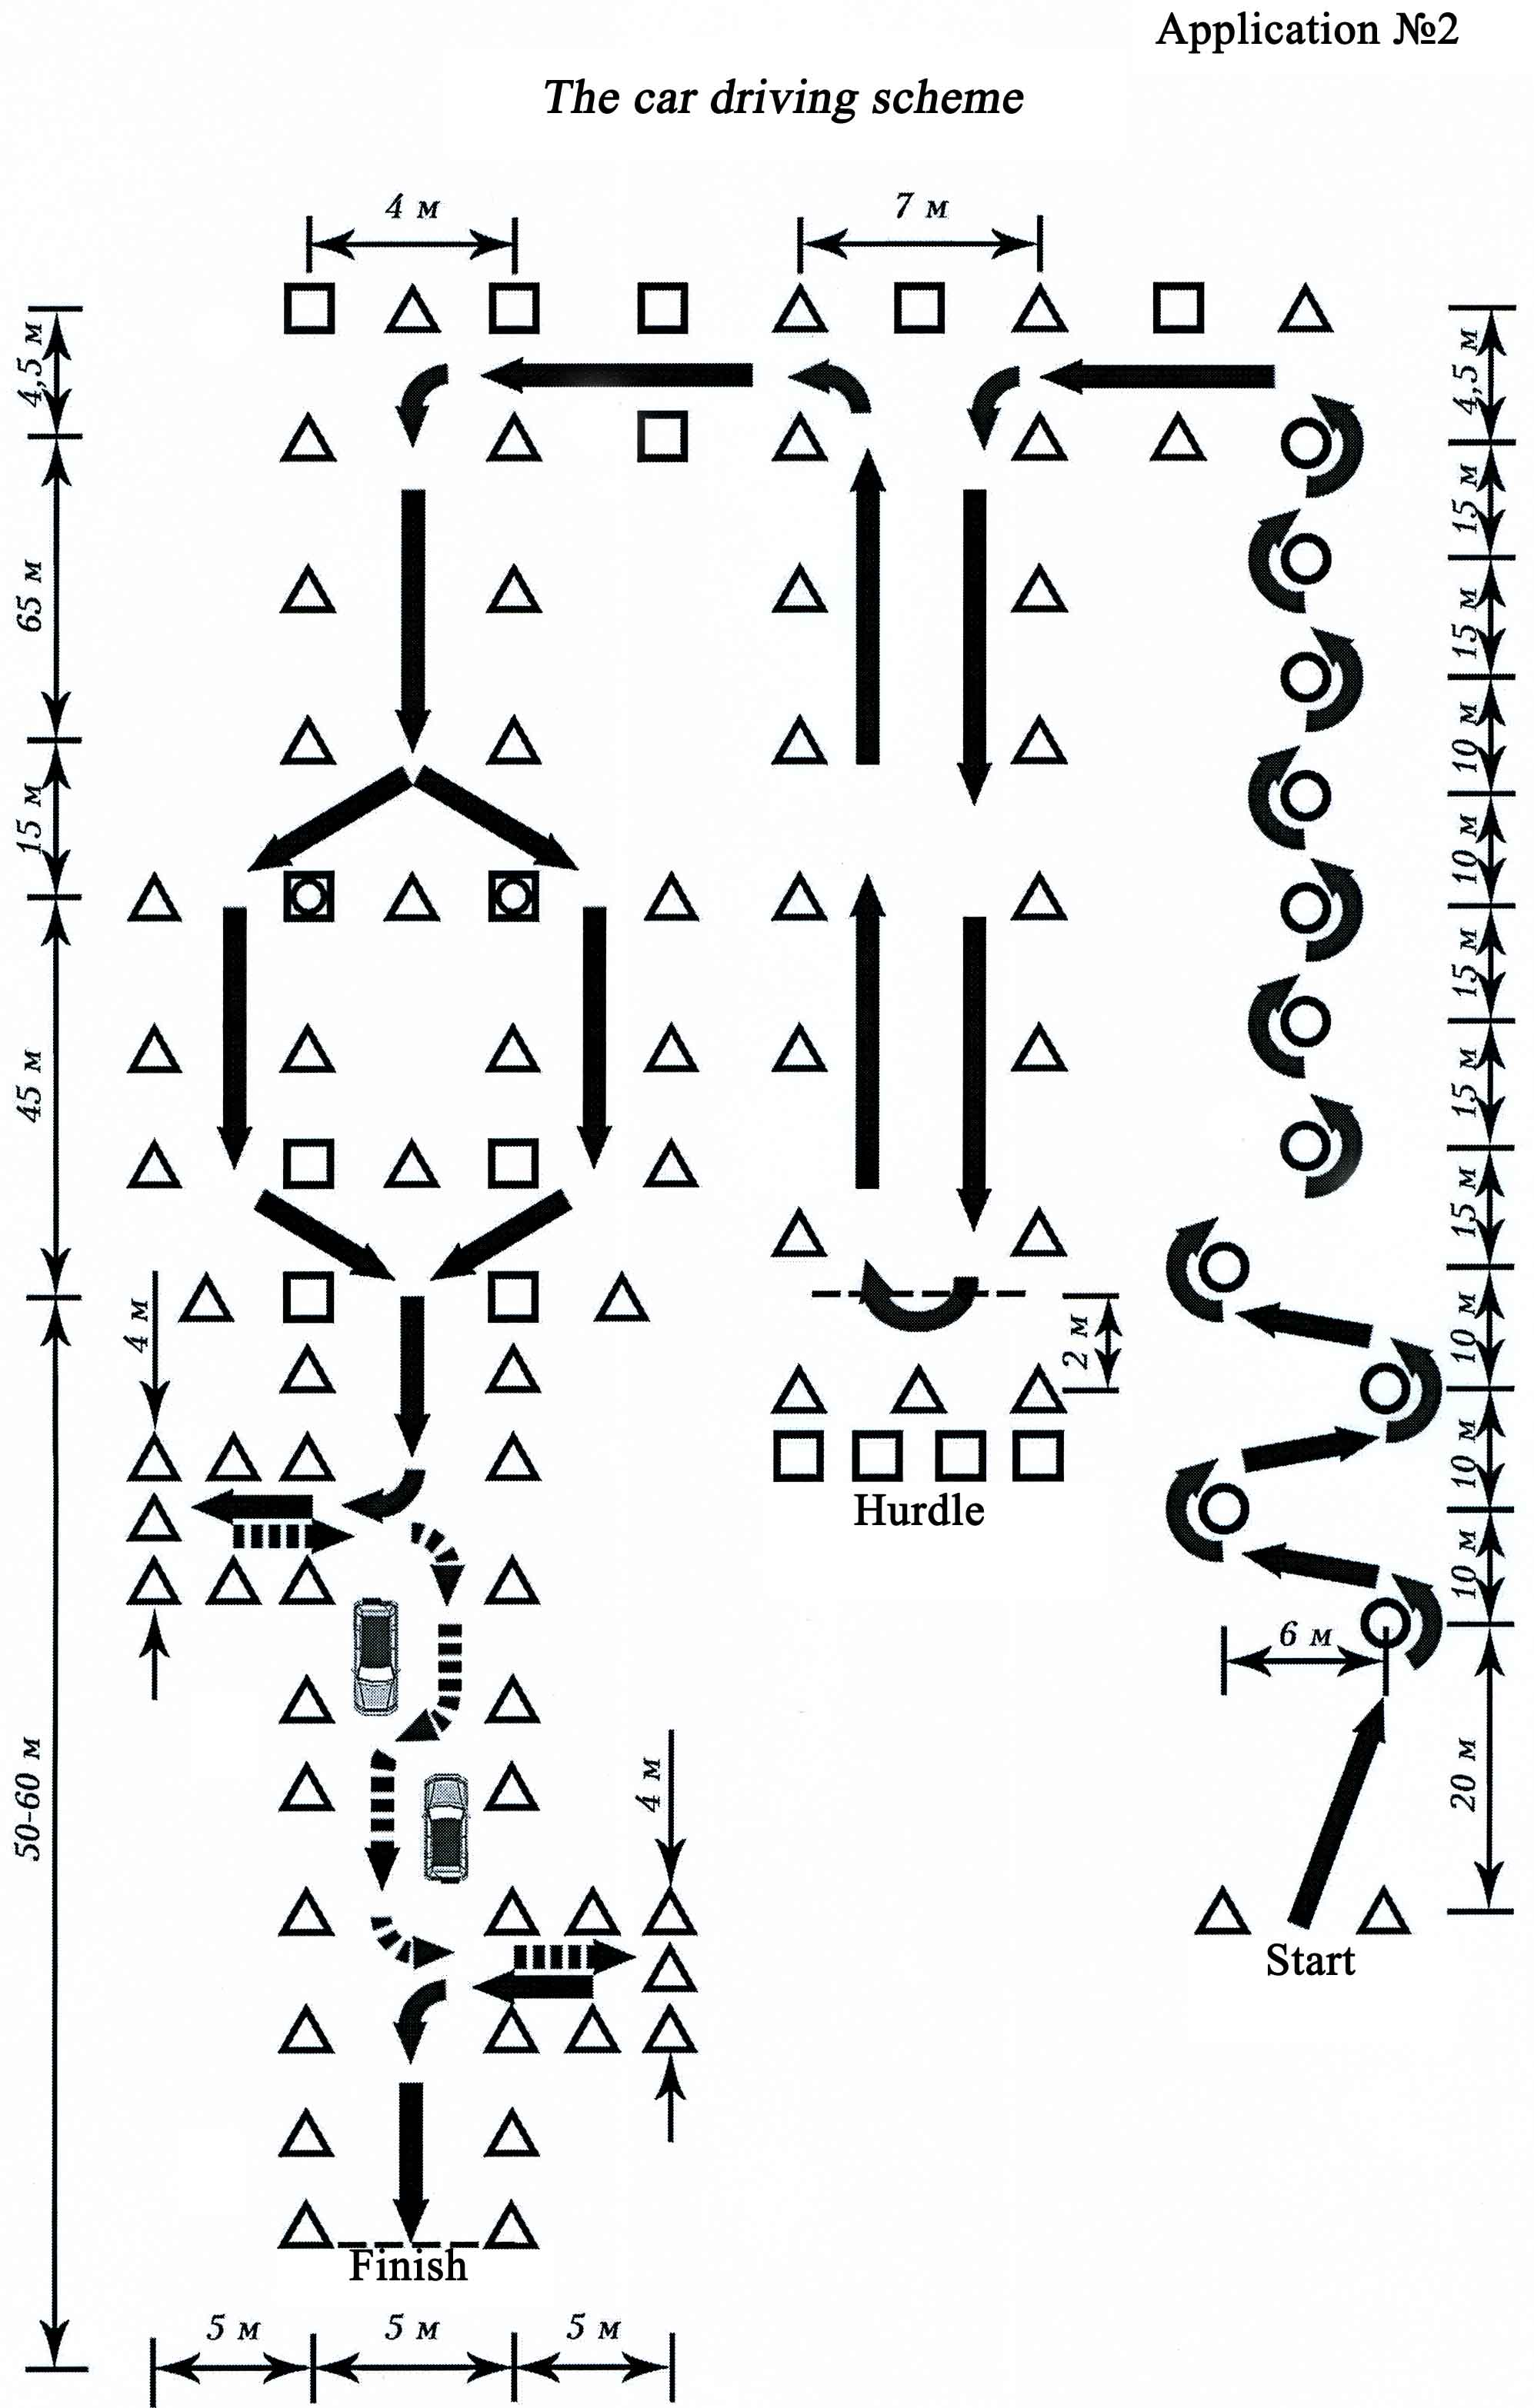 Application №2
The car driving scheme
4 м
7 м
4,5 м
65 м
15 м
45 м
50-60 м
4 м
4 м
2 м
Hurdle
6 м
4,5 м
15 м
15 м
10 м
10 м
15 м
15 м
15 м
10 м
10 м
10 м
20 м
Start
Finish
5 м
5 м
5 м